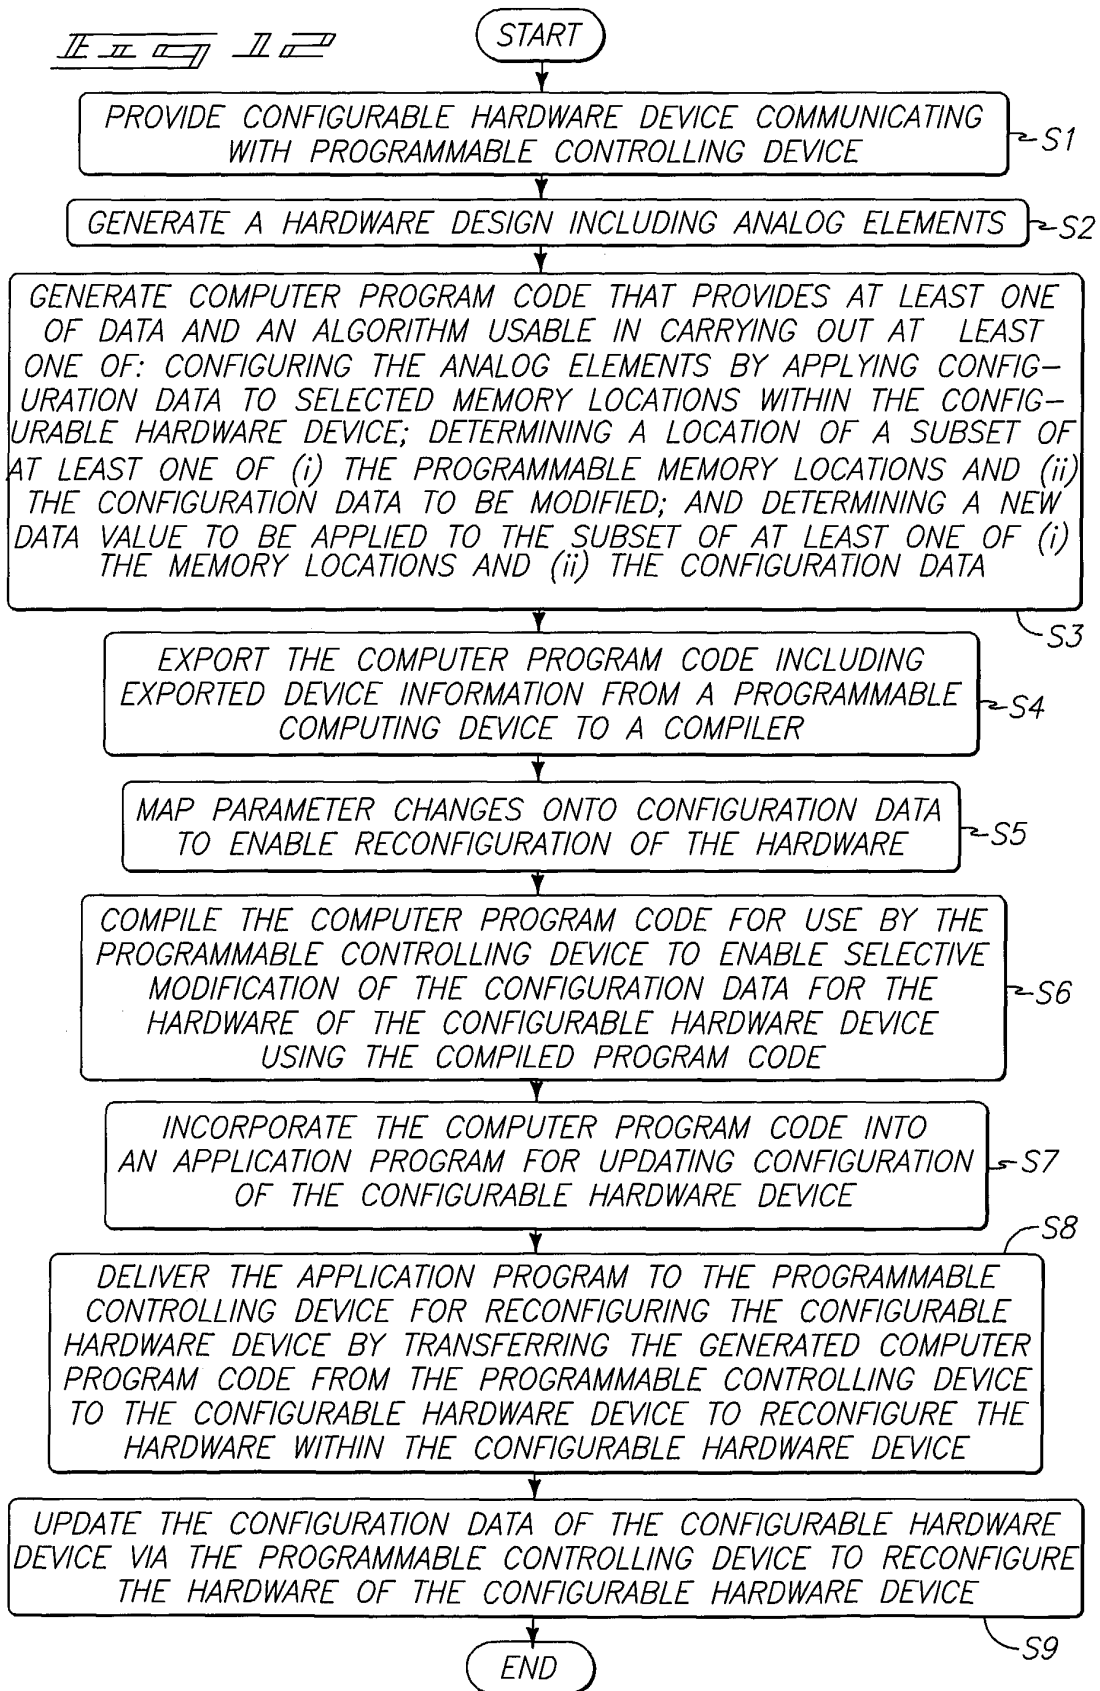 Fig 12
START
PROVIDE CONFIGURABLE HARDWARE DEVICE COMMUNICATING
WITH PROGRAMMABLE CONTROLLING DEVICE
S1
GENERATE A HARDWARE DESIGN INCLUDING ANALOG ELEMENTS
S2
GENERATE COMPUTER PROGRAM CODE THAT PROVIDES AT LEAST ONE
OF DATA AND AN ALGORITHM USABLE IN CARRYING OUT AT LEAST
ONE OF: CONFIGURING THE ANALOG ELEMENTS BY APPLYING CONFIG-
URATION DATA TO SELECTED MEMORY LOCATIONS WITHIN THE CONFIG-
URABLE HARDWARE DEVICE; DETERMINING A LOCATION OF A SUBSET OF
AT LEAST ONE OF (i) THE PROGRAMMABLE MEMORY LOCATIONS AND (ii)
THE CONFIGURATION DATA TO BE MODIFIED; AND DETERMINING A NEW
DATA VALUE TO BE APPLIED TO THE SUBSET OF AT LEAST ONE OF (i)
THE MEMORY LOCATIONS AND (ii) THE CONFIGURATION DATA
S3
EXPORT THE COMPUTER PROGRAM CODE INCLUDING
EXPORTED DEVICE INFORMATION FROM A PROGRAMMABLE
COMPUTING DEVICE TO A COMPILER
S4
MAP PARAMETER CHANGES ONTO CONFIGURATION DATA
TO ENABLE RECONFIGURATION OF THE HARDWARE
S5
COMPILE THE COMPUTER PROGRAM CODE FOR USE BY THE
PROGRAMMABLE CONTROLLING DEVICE TO ENABLE SELECTIVE
MODIFICATION OF THE CONFIGURATION DATA FOR THE
HARDWARE OF THE CONFIGURABLE HARDWARE DEVICE
USING THE COMPILED PROGRAM CODE
S6
INCORPORATE THE COMPUTER PROGRAM CODE INTO
AN APPLICATION PROGRAM FOR UPDATING CONFIGURATION
OF THE CONFIGURABLE HARDWARE DEVICE
S7
S8
DELIVER THE APPLICATION PROGRAM TO THE PROGRAMMABLE
CONTROLLING DEVICE FOR RECONFIGURING THE CONFIGURABLE
HARDWARE DEVICE BY TRANSFERRING THE GENERATED COMPUTER
PROGRAM CODE FROM THE PROGRAMMABLE CONTROLLING DEVICE
TO THE CONFIGURABLE HARDWARE DEVICE TO RECONFIGURE THE
HARDWARE WITHIN THE CONFIGURABLE HARDWARE DEVICE
UPDATE THE CONFIGURATION DATA OF THE CONFIGURABLE HARDWARE
DEVICE VIA THE PROGRAMMABLE CONTROLLING DEVICE TO RECONFIGURE
THE HARDWARE OF THE CONFIGURABLE HARDWARE DEVICE
S9
END